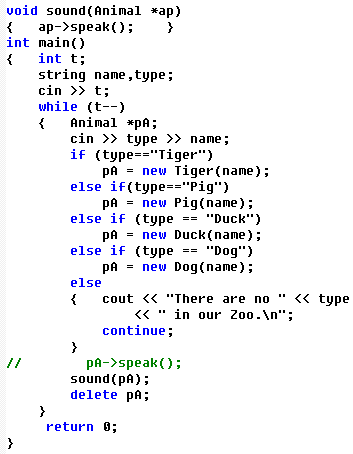 void sound(Animal *ap)
{   ap->speak();    }
int main()
{   int t;
    string name,type;
    cin >> t;
    while (t--)
    {   Animal *pA;
        cin >> type >> name;
        if (type=="Tiger")
            pA = new Tiger(name);
        else if(type=="Pig")
            pA = new Pig(name);
        else if (type == "Duck")
            pA = new Duck(name);
        else if (type == "Dog")
            pA = new Dog(name);
        else
        {   cout << "There are no " << type
                << " in our Zoo.\n";
            continue;
        }
//        pA->speak();
        sound(pA);
        delete pA;
    }
     return 0;
}